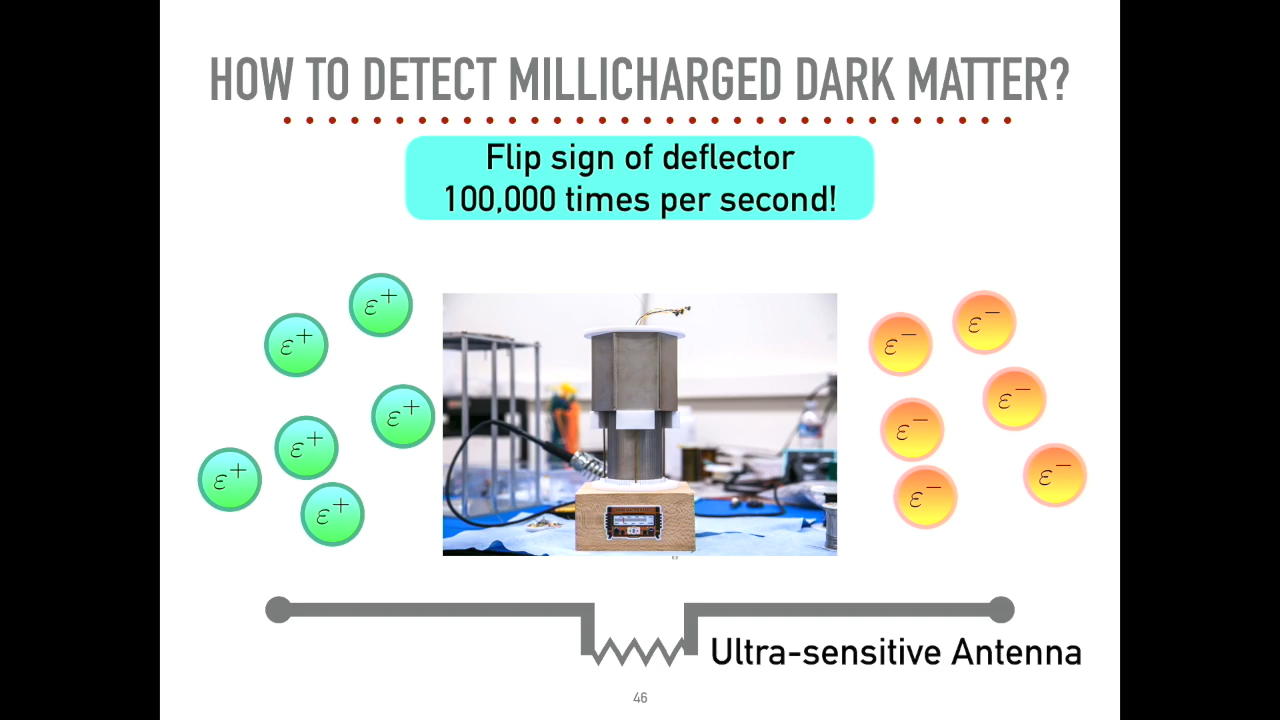 HOW TO DETECT MILLICHARGED DARK MATTER?
Flip sign of deflector
100,000 times per second!
ε⁺
ε⁺
ε⁺
ε⁺
ε⁺
ε⁺
ε⁻
ε⁻
ε⁻
ε⁻
ε⁻
ε⁻
Ultra-sensitive Antenna
46